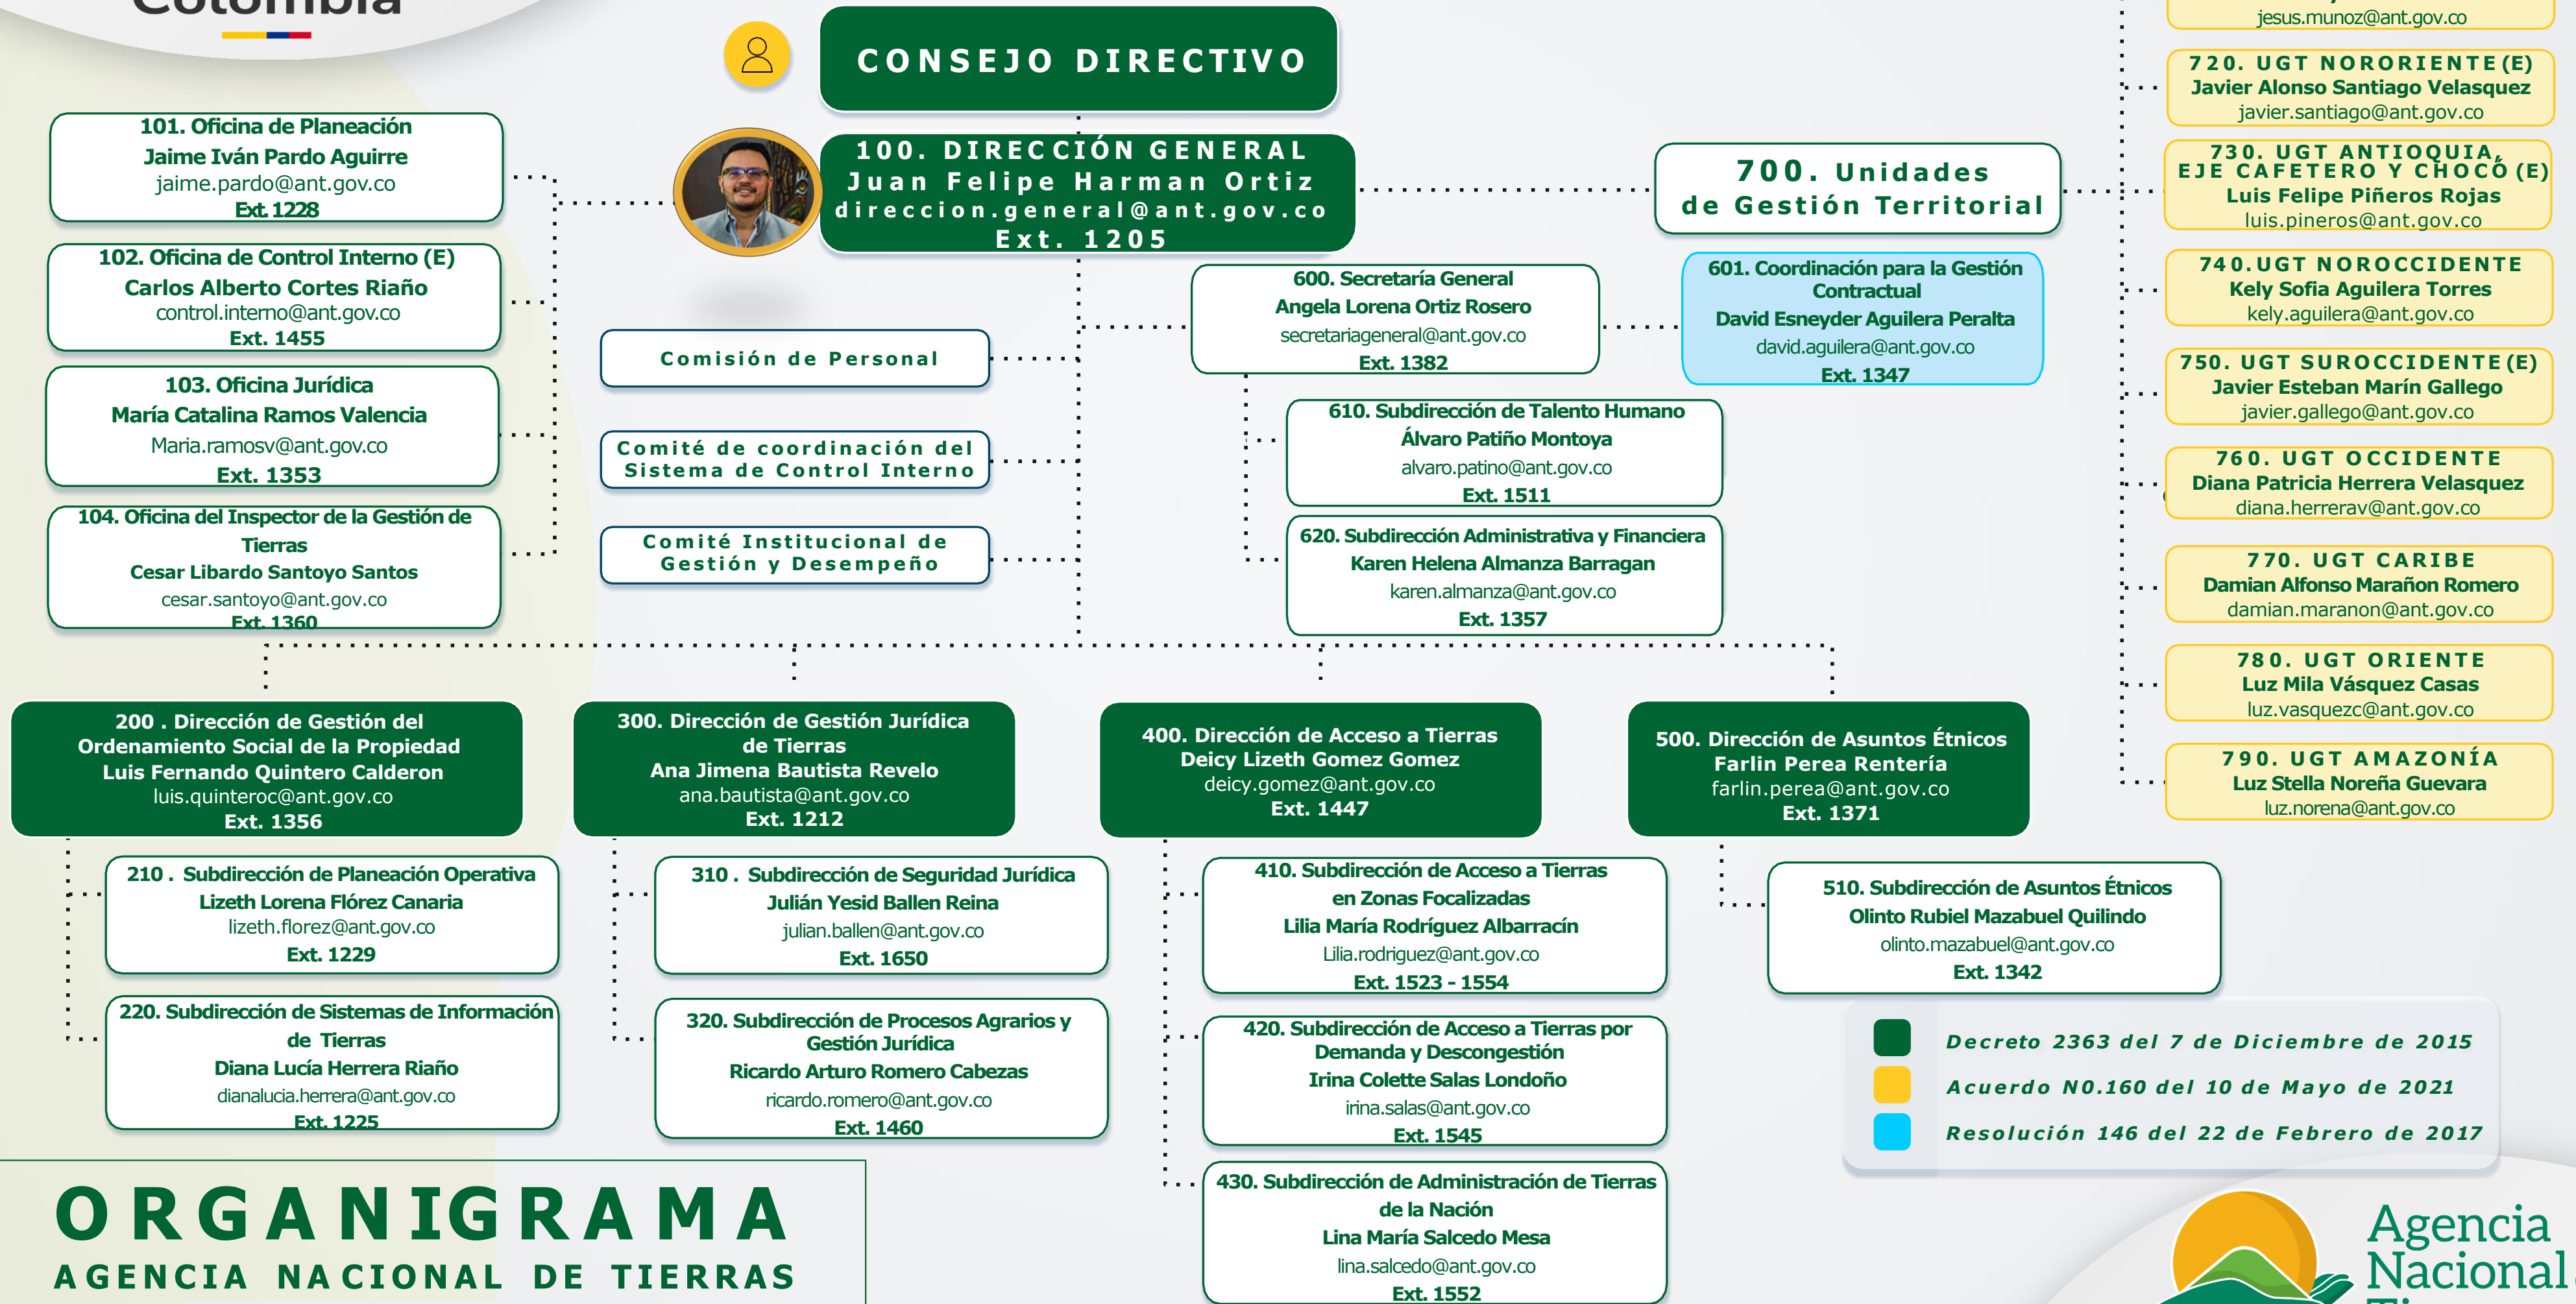 Colombia
CONSEJO DIRECTIVO
100. DIRECCIÓN GENERAL
Juan Felipe Harman Ortiz
direccion.general@ant.gov.co
Ext. 1205
101. Oficina de Planeación
Jaime Iván Pardo Aguirre
jaime.pardo@ant.gov.co
Ext. 1228
102. Oficina de Control Interno (E)
Carlos Alberto Cortes Riaño
control.interno@ant.gov.co
Ext. 1455
103. Oficina Jurídica
María Catalina Ramos Valencia
Maria.ramosv@ant.gov.co
Ext. 1353
104. Oficina del Inspector de la Gestión de
Tierras
Cesar Libardo Santoyo Santos
cesar.santoyo@ant.gov.co
Ext. 1360
Comisión de Personal
Comité de coordinación del
Sistema de Control Interno
Comité Institucional de
Gestión y Desempeño
600. Secretaría General
Angela Lorena Ortiz Rosero
secretariageneral@ant.gov.co
Ext. 1382
601. Coordinación para la Gestión
Contractual
David Esneyder Aguilera Peralta
david.aguilera@ant.gov.co
Ext. 1347
610. Subdirección de Talento Humano
Álvaro Patiño Montoya
alvaro.patino@ant.gov.co
Ext. 1511
620. Subdirección Administrativa y Financiera
Karen Helena Almanza Barragan
karen.almanza@ant.gov.co
Ext. 1357
700. Unidades
de Gestión Territorial
jesus.munoz@ant.gov.co
720. UGT NORORIENTE (E)
Javier Alonso Santiago Velasquez
javier.santiago@ant.gov.co
730. UGT ANTIOQUIA,
EJE CAFETERO Y CHOCÓ (E)
Luis Felipe Piñeros Rojas
luis.pineros@ant.gov.co
740.UGT NOROCCIDENTE
Kely Sofia Aguilera Torres
kely.aguilera@ant.gov.co
750. UGT SUROCCIDENTE (E)
Javier Esteban Marín Gallego
javier.gallego@ant.gov.co
760. UGT OCCIDENTE
Diana Patricia Herrera Velasquez
diana.herrerav@ant.gov.co
770. UGT CARIBE
Damian Alfonso Marañon Romero
damian.maranon@ant.gov.co
780. UGT ORIENTE
Luz Mila Vásquez Casas
luz.vasquezc@ant.gov.co
790. UGT AMAZONÍA
Luz Stella Noreña Guevara
luz.norena@ant.gov.co
200 . Dirección de Gestión del
Ordenamiento Social de la Propiedad
Luis Fernando Quintero Calderon
luis.quinteroc@ant.gov.co
Ext. 1356
210 . Subdirección de Planeación Operativa
Lizeth Lorena Flórez Canaria
lizeth.florez@ant.gov.co
Ext. 1229
220. Subdirección de Sistemas de Información
de Tierras
Diana Lucía Herrera Riaño
dianalucia.herrera@ant.gov.co
Ext. 1225
300. Dirección de Gestión Jurídica
de Tierras
Ana Jimena Bautista Revelo
ana.bautista@ant.gov.co
Ext. 1212
310 . Subdirección de Seguridad Jurídica
Julián Yesid Ballen Reina
julian.ballen@ant.gov.co
Ext. 1650
320. Subdirección de Procesos Agrarios y
Gestión Jurídica
Ricardo Arturo Romero Cabezas
ricardo.romero@ant.gov.co
Ext. 1460
400. Dirección de Acceso a Tierras
Deicy Lizeth Gomez Gomez
deicy.gomez@ant.gov.co
Ext. 1447
410. Subdirección de Acceso a Tierras
en Zonas Focalizadas
Lilia María Rodríguez Albarracín
Lilia.rodriguez@ant.gov.co
Ext. 1523 - 1554
420. Subdirección de Acceso a Tierras por
Demanda y Descongestión
Irina Colette Salas Londoño
irina.salas@ant.gov.co
Ext. 1545
430. Subdirección de Administración de Tierras
de la Nación
Lina María Salcedo Mesa
lina.salcedo@ant.gov.co
Ext. 1552
500. Dirección de Asuntos Étnicos
Farlin Perea Rentería
farlin.perea@ant.gov.co
Ext. 1371
510. Subdirección de Asuntos Étnicos
Olinto Rubiel Mazabuel Quilindo
olinto.mazabuel@ant.gov.co
Ext. 1342
Decreto 2363 del 7 de Diciembre de 2015
Acuerdo N0.160 del 10 de Mayo de 2021
Resolución 146 del 22 de Febrero de 2017
ORGANIGRAMA
AGENCIA NACIONAL DE TIERRAS
Agencia
Nacional